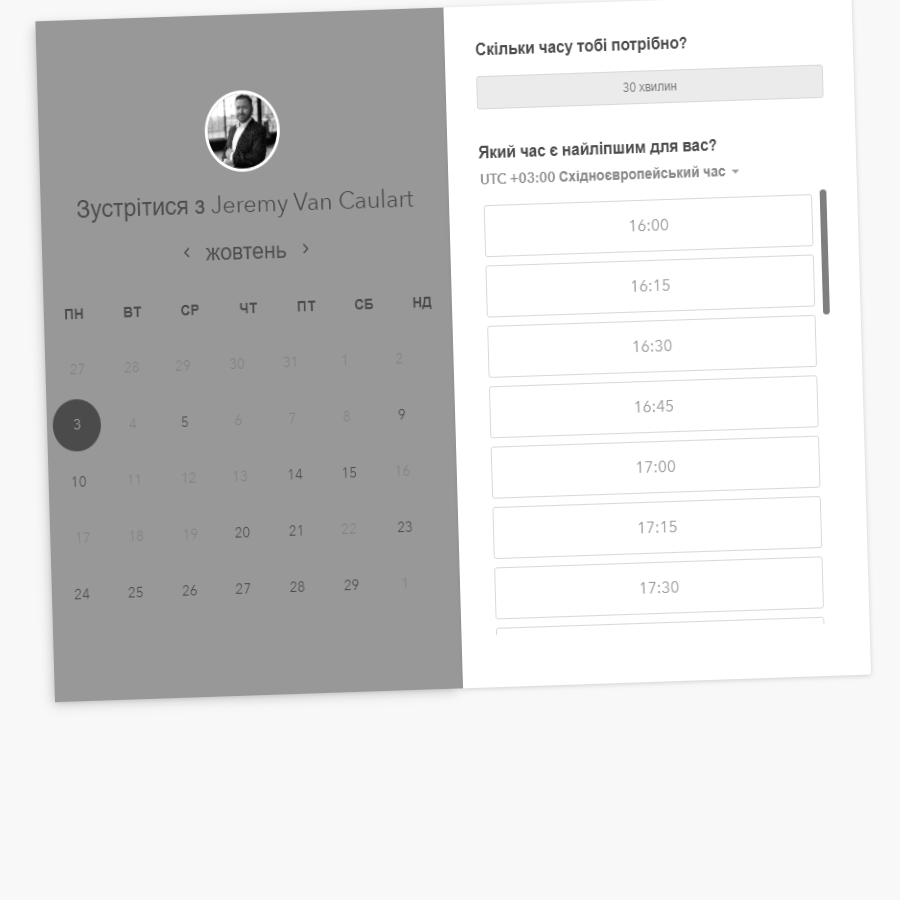 Зустрітися з Jeremy Van Caulart
‹ жовтень ›
ПН ВТ СР ЧТ ПТ СБ НД
27 28 29 30 31 1 2
3 4 5 6 7 8 9
10 11 12 13 14 15 16
17 18 19 20 21 22 23
24 25 26 27 28 29 1
Скільки часу тобі потрібно?
30 хвилин
Який час є найліпшим для вас?
UTC +03:00 Східноєвропейський час
16:00
16:15
16:30
16:45
17:00
17:15
17:30